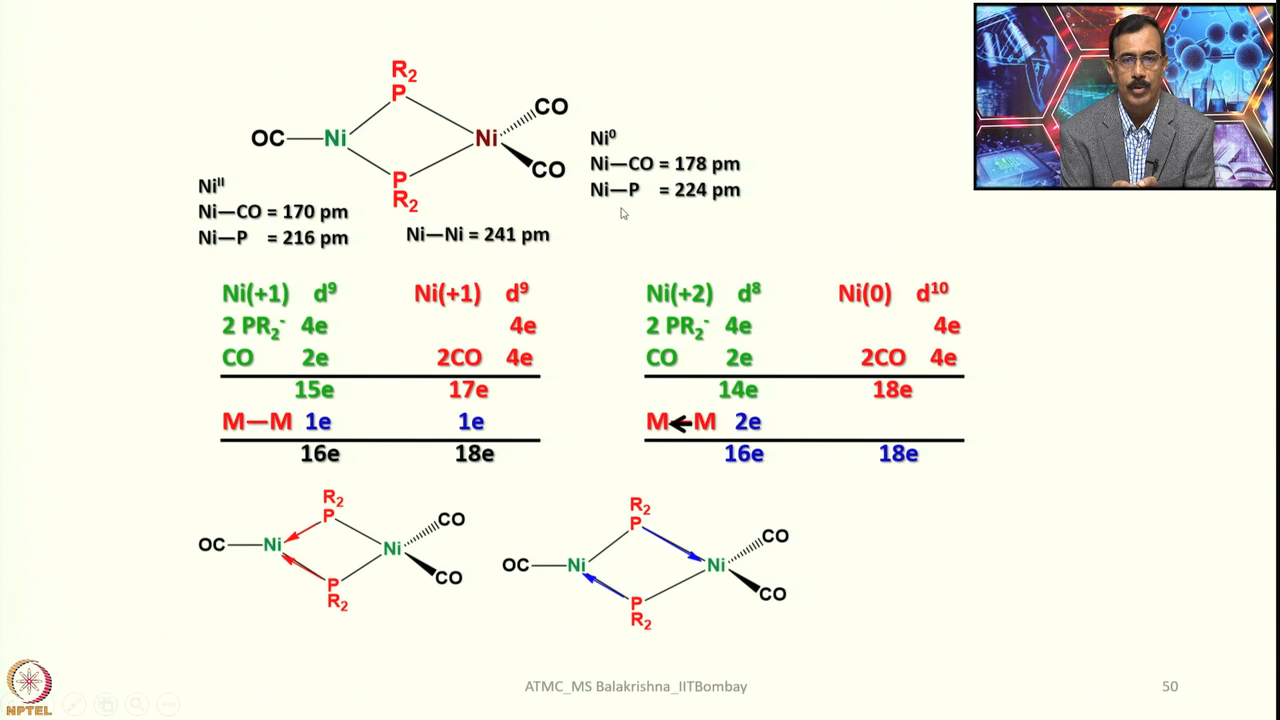 R2
P
OC Ni Ni CO
CO
P
R2
Ni⁰
Ni—CO = 178 pm
Ni—P = 224 pm
Niᴵᴵ
Ni—CO = 170 pm
Ni—P = 216 pm
Ni—Ni = 241 pm
Ni(+1) d⁹ Ni(+1) d⁹
2 PR₂⁻ 4e 4e
CO 2e 2CO 4e
15e 17e
M—M 1e 1e
16e 18e
Ni(+2) d⁸ Ni(0) d¹⁰
2 PR₂⁻ 4e 4e
CO 2e 2CO 4e
14e 18e
M←M 2e
16e 18e
R2
P
OC Ni Ni CO
CO
P
R2
R2
P
OC Ni Ni CO
CO
P
R2
NPTEL
ATMC_MS Balakrishna_IITBombay
50